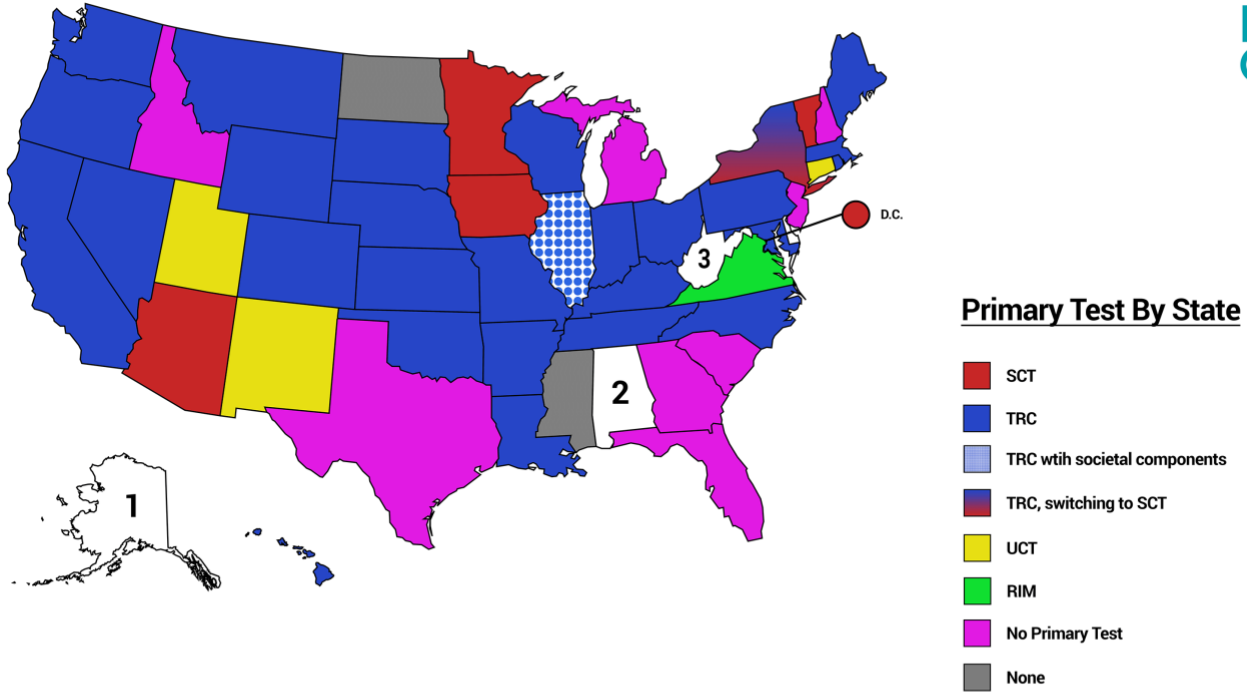 D.C.
3
2
1
Primary Test By State
SCT
TRC
TRC wtih societal components
TRC, switching to SCT
UCT
RIM
No Primary Test
None